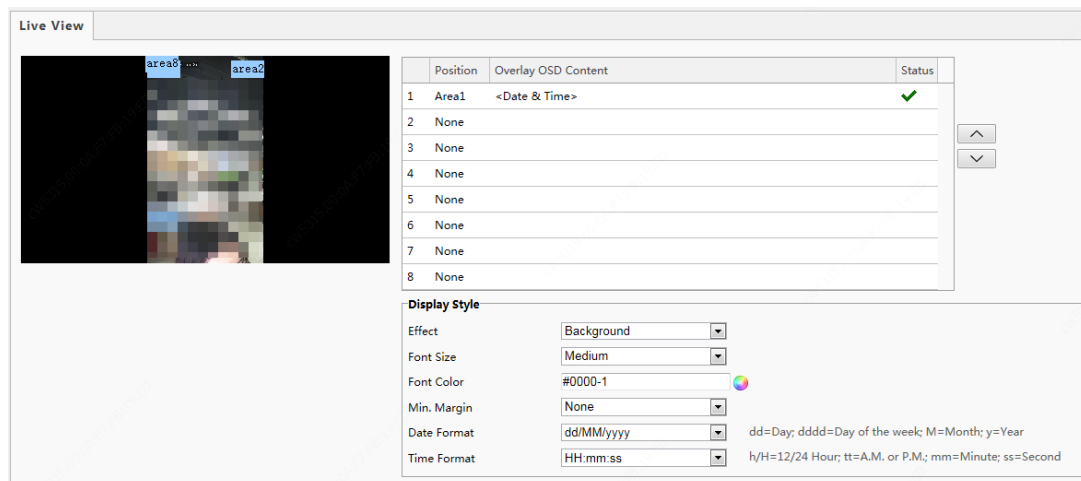 Live View
area8
area2
Position Overlay OSD Content Status
1 Area1 <Date & Time>
2 None
3 None
4 None
5 None
6 None
7 None
8 None
Display Style
Effect Background
Font Size Medium
Font Color #0000-1
Min. Margin None
Date Format dd/MM/yyyy dd=Day; dddd=Day of the week; M=Month; y=Year
Time Format HH:mm:ss h/H=12/24 Hour; tt=A.M. or P.M.; mm=Minute; ss=Second